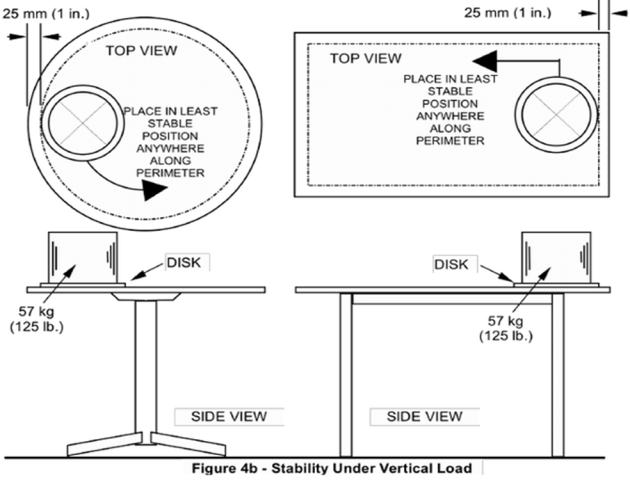 25 mm (1 in.)
25 mm (1 in.)
TOP VIEW
PLACE IN LEAST
STABLE
POSITION
ANYWHERE
ALONG
PERIMETER
TOP VIEW
PLACE IN LEAST
STABLE
POSITION
ANYWHERE
ALONG
PERIMETER
DISK
57 kg
(125 lb.)
SIDE VIEW
DISK
57 kg
(125 lb.)
SIDE VIEW
Figure 4b - Stability Under Vertical Load